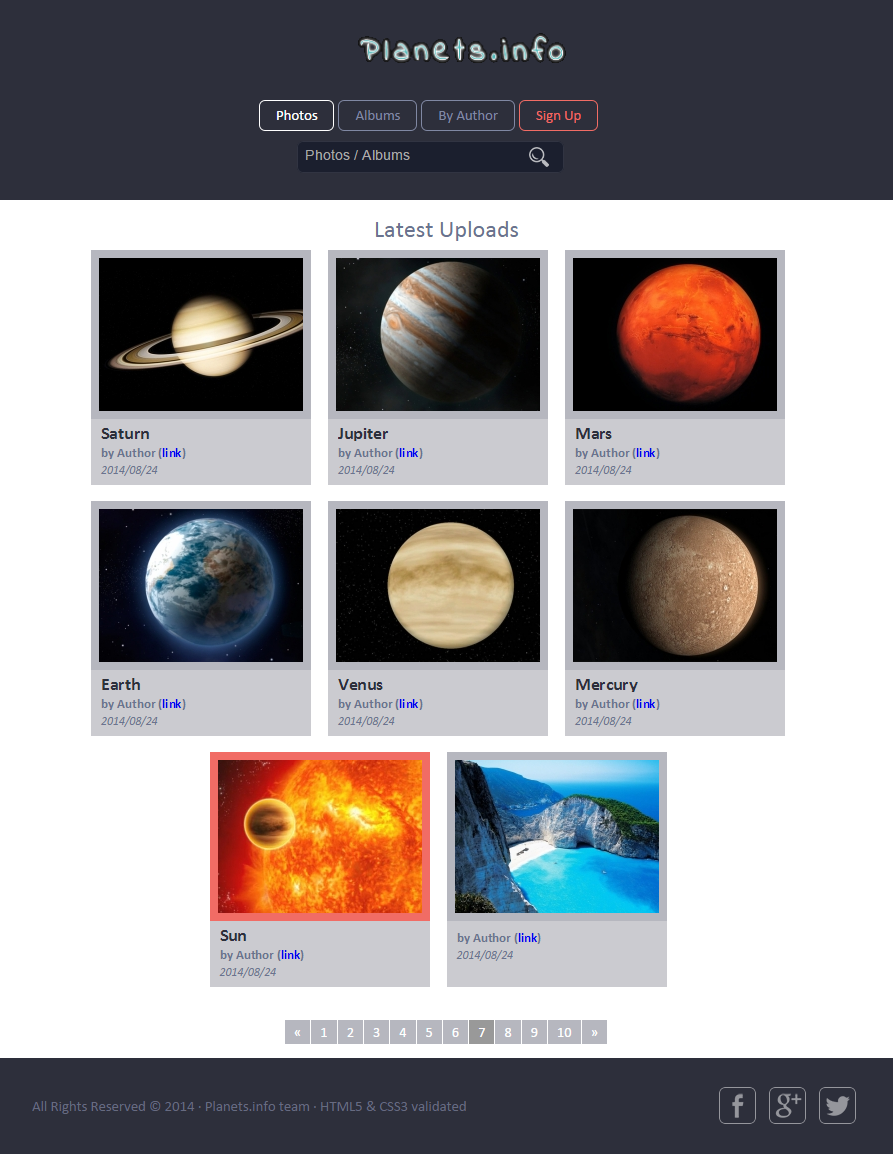 Planets.info
Photos Albums By Author Sign Up
Photos / Albums
Latest Uploads
Saturn
by Author (link)
2014/08/24
Jupiter
by Author (link)
2014/08/24
Mars
by Author (link)
2014/08/24
Earth
by Author (link)
2014/08/24
Venus
by Author (link)
2014/08/24
Mercury
by Author (link)
2014/08/24
Sun
by Author (link)
2014/08/24
by Author (link)
2014/08/24
« 1 2 3 4 5 6 7 8 9 10 »
All Rights Reserved © 2014 · Planets.info team · HTML5 & CSS3 validated
f g+